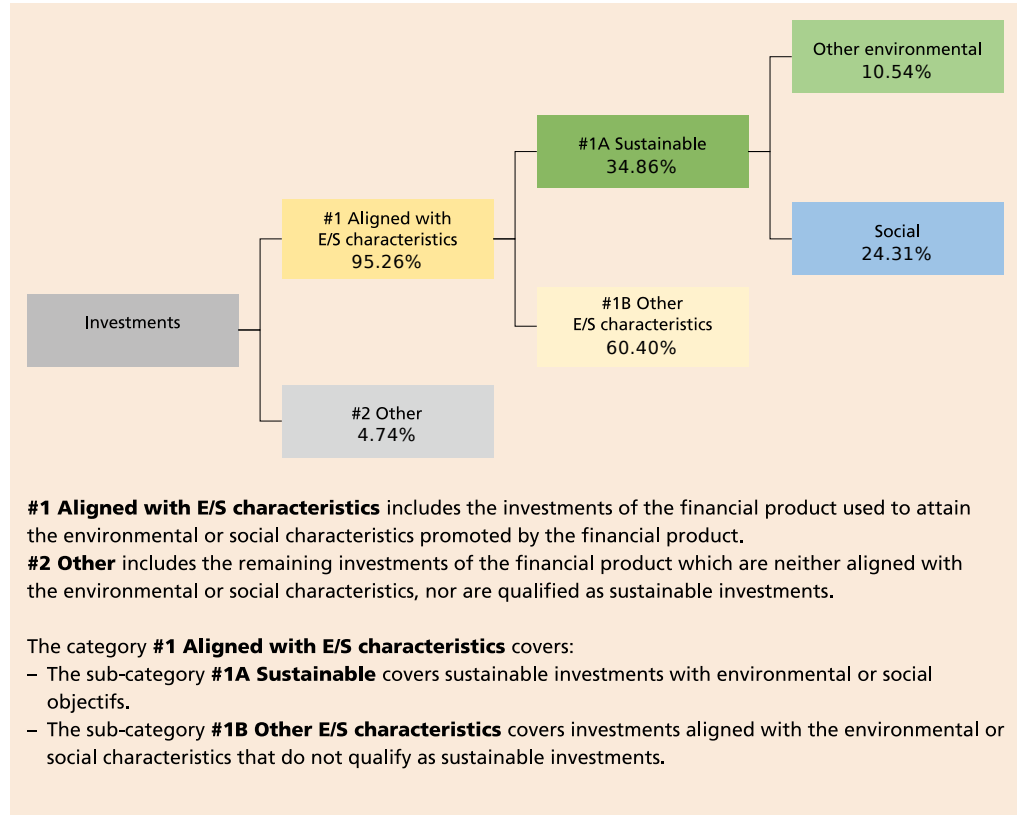 Other environmental
10.54%
#1A Sustainable
34.86%
#1 Aligned with
E/S characteristics
95.26%
Social
24.31%
Investments
#1B Other
E/S characteristics
60.40%
#2 Other
4.74%
#1 Aligned with E/S characteristics includes the investments of the financial product used to attain
the environmental or social characteristics promoted by the financial product.
#2 Other includes the remaining investments of the financial product which are neither aligned with
the environmental or social characteristics, nor are qualified as sustainable investments.
The category #1 Aligned with E/S characteristics covers:
– The sub-category #1A Sustainable covers sustainable investments with environmental or social
objectifs.
– The sub-category #1B Other E/S characteristics covers investments aligned with the environmental or
social characteristics that do not qualify as sustainable investments.